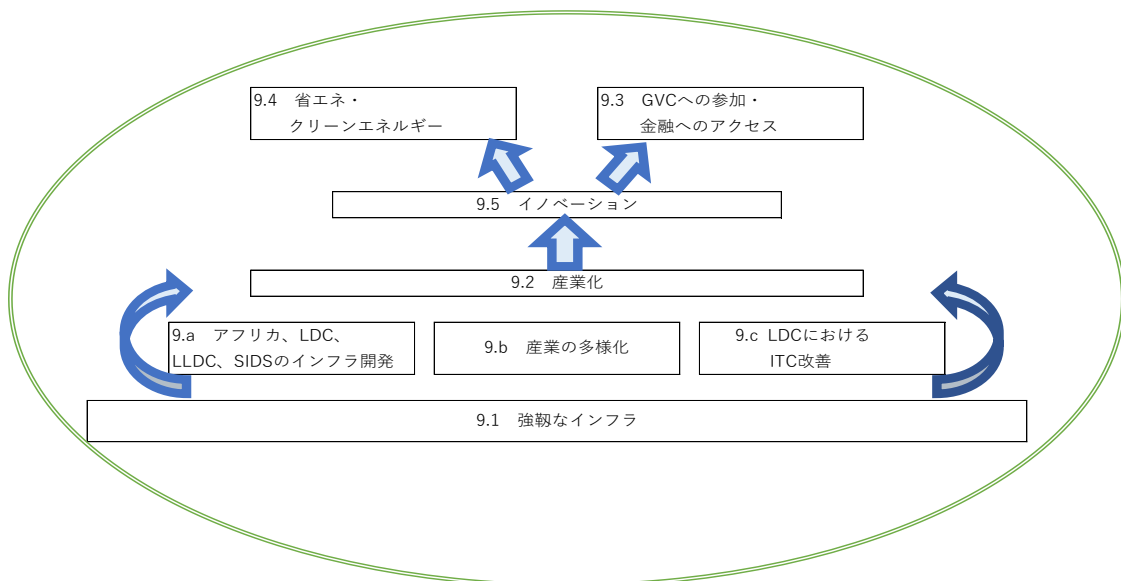 9.4　省エネ・
クリーンエネルギー
9.3　GVCへの参加・
金融へのアクセス
9.5　イノベーション
9.2　産業化
9.a　アフリカ、LDC、
LLDC、SIDSのインフラ開発
9.b　産業の多様化
9.c LDCにおける
ITC改善
9.1　強靱なインフラ